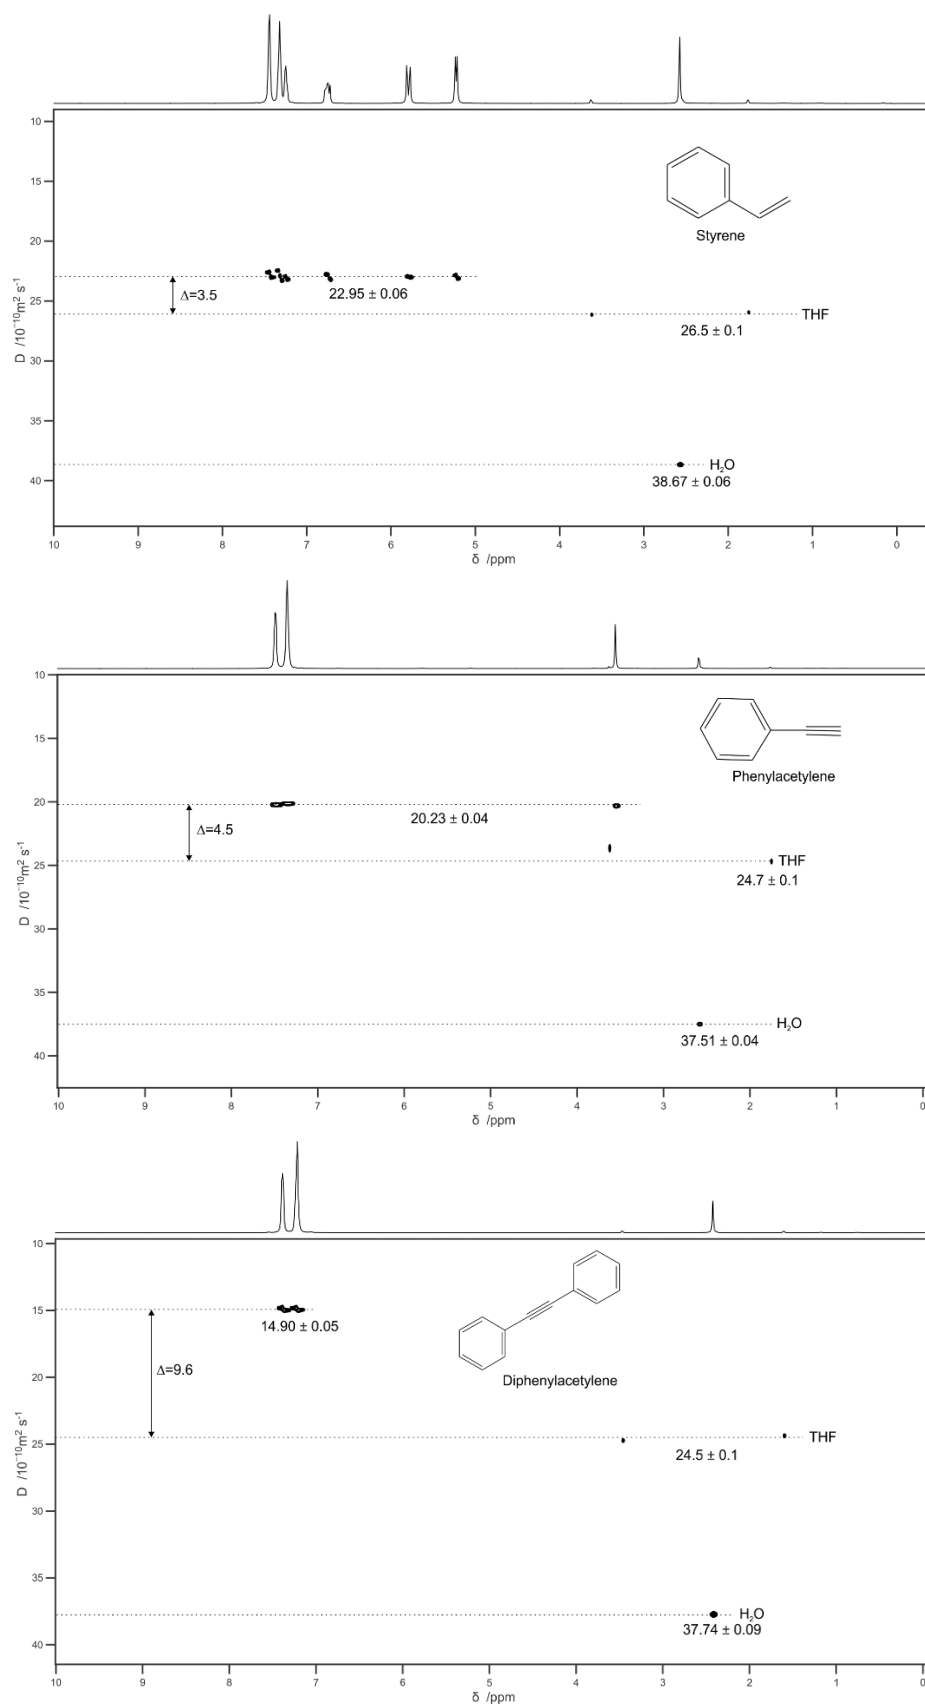 10
15
20
25
30
35
40
D /10⁻¹⁰m² s⁻¹
Styrene
Δ=3.5
22.95 ± 0.06
THF
26.5 ± 0.1
H₂O
38.67 ± 0.06
10 9 8 7 6 5 4 3 2 1 0
δ /ppm
10
15
20
25
30
35
40
D /10⁻¹⁰m² s⁻¹
Phenylacetylene
Δ=4.5
20.23 ± 0.04
THF
24.7 ± 0.1
H₂O
37.51 ± 0.04
10 9 8 7 6 5 4 3 2 1 0
δ /ppm
10
15
20
25
30
35
40
D /10⁻¹⁰m² s⁻¹
14.90 ± 0.05
Δ=9.6
Diphenylacetylene
THF
24.5 ± 0.1
H₂O
37.74 ± 0.09
10 9 8 7 6 5 4 3 2 1 0
δ /ppm